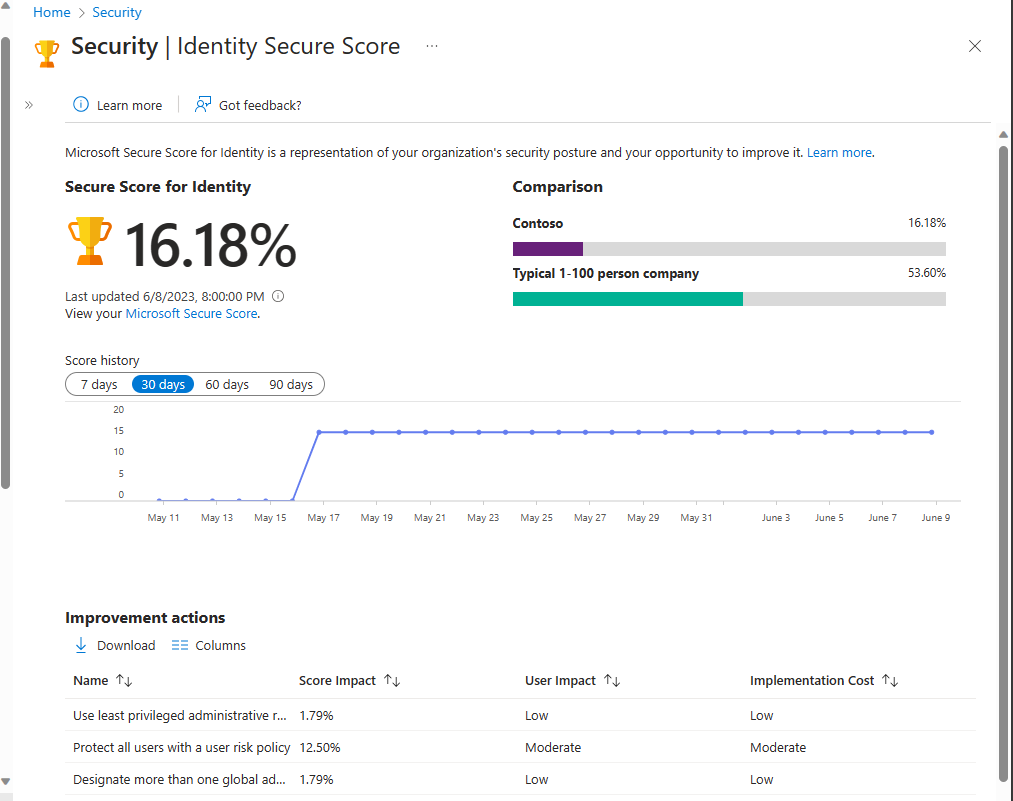 Home > Security
Security | Identity Secure Score ...
Learn more
Got feedback?
Microsoft Secure Score for Identity is a representation of your organization's security posture and your opportunity to improve it. Learn more.
Secure Score for Identity
16.18%
Last updated 6/8/2023, 8:00:00 PM
View your Microsoft Secure Score.
Comparison
Contoso 16.18%
Typical 1-100 person company 53.60%
Score history
7 days 30 days 60 days 90 days
20
15
10
5
0
May 11 May 13 May 15 May 17 May 19 May 21 May 23 May 25 May 27 May 29 May 31 June 3 June 5 June 7 June 9
Improvement actions
Download Columns
Name Score Impact User Impact Implementation Cost
Use least privileged administrative r... 1.79% Low Low
Protect all users with a user risk policy 12.50% Moderate Moderate
Designate more than one global ad... 1.79% Low Low